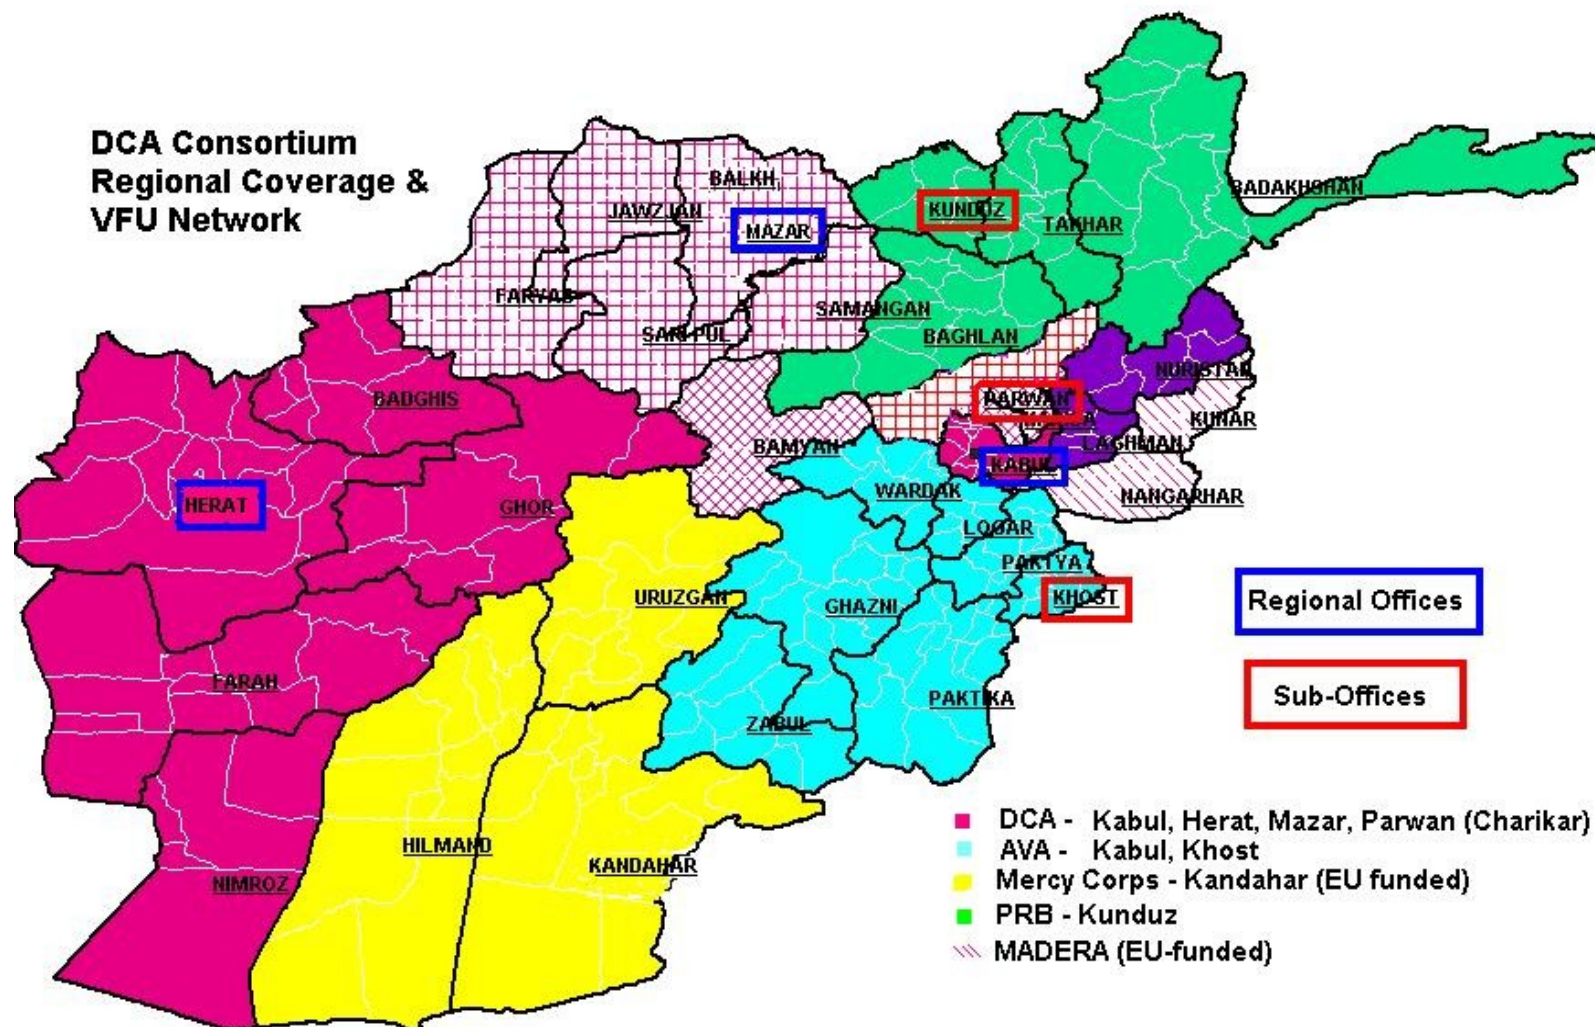 DCA Consortium
Regional Coverage &
VFU Network
BALKH
JAWZJAN
MAZAR
KUNDUZ
TAKHAR
BADAKHSHAN
FARYAB
SARI PUL
SAMANGAN
BAGHLAN
BADGHIS
NURISTAN
PARWAN
KUNAR
BAMYAN
LAGHMAN
KABUL
HERAT
GHOR
WARDAK
NANGARHAR
LOGAR
PAKTYA
URUZGAN
GHAZNI
KHOST
Regional Offices
FARAH
ZABUL
PAKTIKA
Sub-Offices
HILMAND
KANDAHAR
NIMROZ
DCA - Kabul, Herat, Mazar, Parwan (Charikar)
AVA - Kabul, Khost
Mercy Corps - Kandahar (EU funded)
PRB - Kunduz
MADERA (EU-funded)